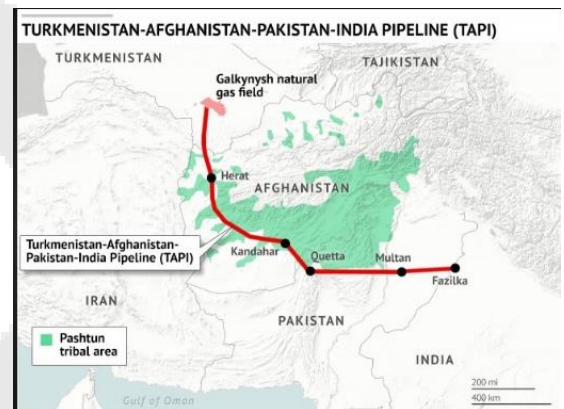 TURKMENISTAN-AFGHANISTAN-PAKISTAN-INDIA PIPELINE (TAPI)
TURKMENISTAN
TAJIKISTAN
Galkynysh natural
gas field
Herat
AFGHANISTAN
Turkmenistan-Afghanistan-
Pakistan-India Pipeline (TAPI)
Kandahar
Quetta
Multan
Fazilka
IRAN
PAKISTAN
Pashtun
tribal area
INDIA
Gulf of Oman
200 mi
400 km